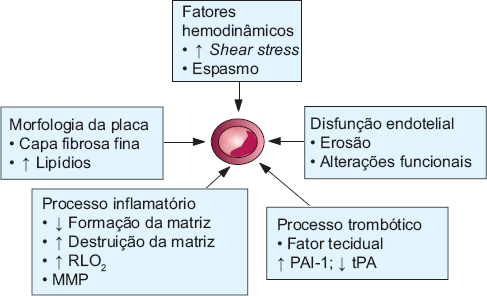 Fatores
hemodinâmicos
• ↑ Shear stress
• Espasmo
Morfologia da placa
• Capa fibrosa fina
• ↑ Lipídios
Disfunção endotelial
• Erosão
• Alterações funcionais
Processo inflamatório
• ↓ Formação da matriz
• ↑ Destruição da matriz
• ↑ RLO₂
• MMP
Processo trombótico
• Fator tecidual
↑ PAI-1; ↓ tPA